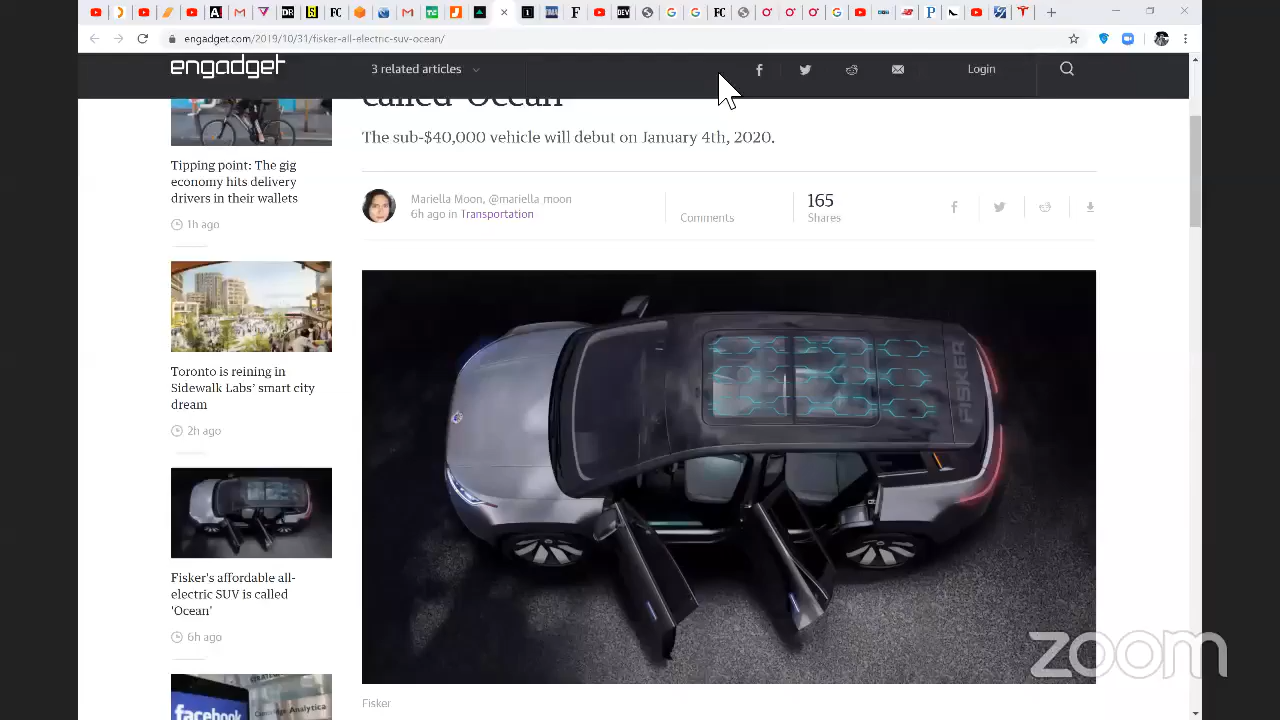 engadget.com/2019/10/31/fisker-all-electric-suv-ocean/
engadget
3 related articles
Login
called 'Ocean'
The sub-$40,000 vehicle will debut on January 4th, 2020.
Mariella Moon, @mariella moon
6h ago in Transportation
Comments
165
Shares
Tipping point: The gig
economy hits delivery
drivers in their wallets
1h ago
Toronto is reining in
Sidewalk Labs' smart city
dream
2h ago
Fisker's affordable all-
electric SUV is called
'Ocean'
6h ago
FISKER
facebook
Cambridge Analytica
Fisker
zoom